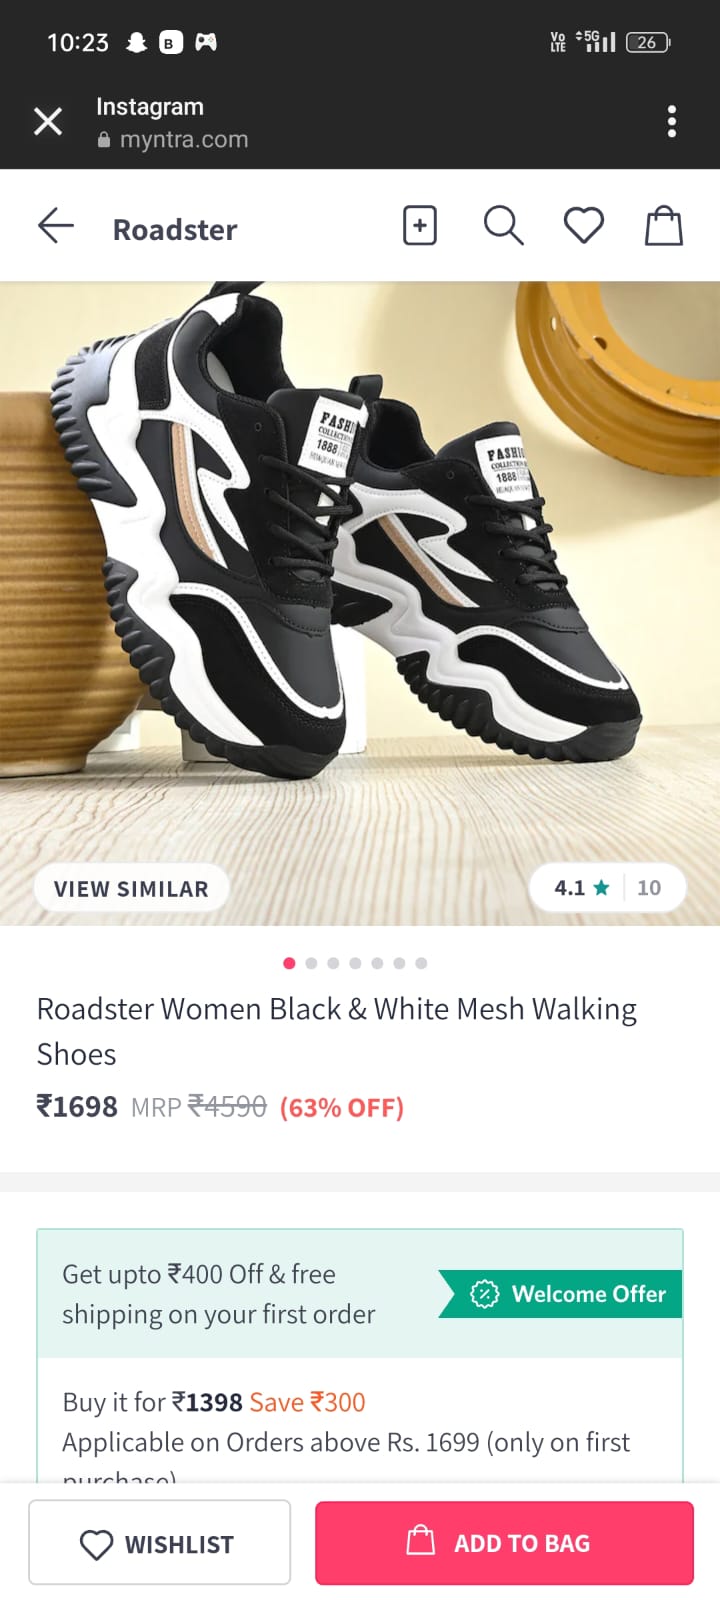 10:23
B
Vo
LTE
5G
26
Instagram
myntra.com
Roadster
FASHI
COLLECTION
1888
FASHI
COLLECTION
1888
VIEW SIMILAR
4.1 ★ | 10
Roadster Women Black & White Mesh Walking
Shoes
₹1698 MRP ₹4590 (63% OFF)
Get upto ₹400 Off & free
shipping on your first order
Welcome Offer
Buy it for ₹1398 Save ₹300
Applicable on Orders above Rs. 1699 (only on first
purchase)
WISHLIST
ADD TO BAG